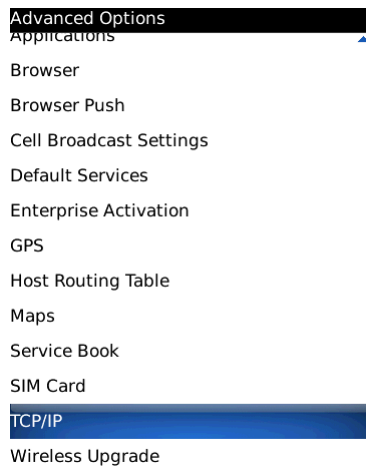 Advanced Options
Applications
Browser
Browser Push
Cell Broadcast Settings
Default Services
Enterprise Activation
GPS
Host Routing Table
Maps
Service Book
SIM Card
TCP/IP
Wireless Upgrade